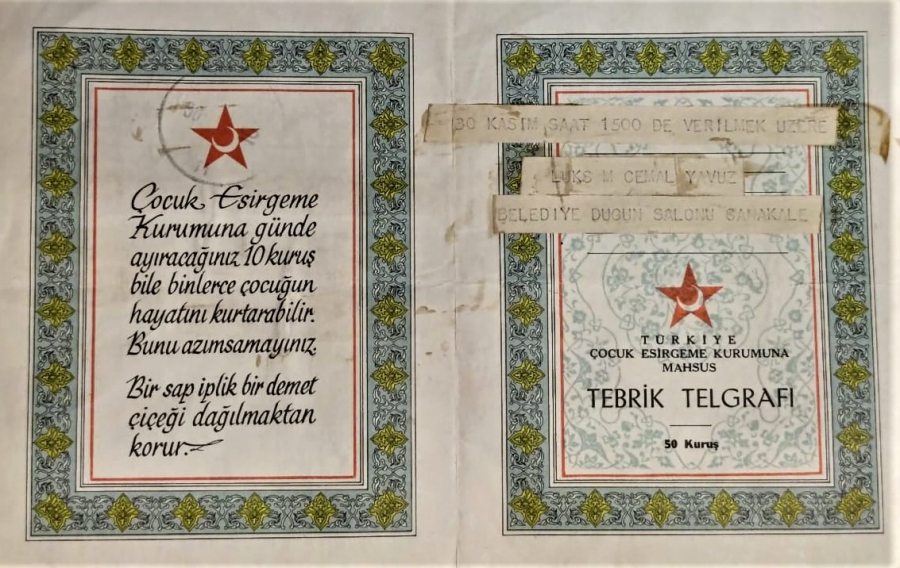 Çocuk Esirgeme
Kurumuna günde
ayıracağınız 10 kuruş
bile binlerce çocuğun
hayatını kurtarabilir.
Bunu azımsamayınız.
Bir sap iplik bir demet
çiçeği dağılmaktan
korur.
30 KASIM SAAT 1500 DE VERILMEK UZERE
LUKS M CEMAL YAVUZ
BELEDIYE DUGUN SALONU
TÜRKİYE
ÇOCUK ESİRGEME KURUMUNA
MAHSUS
TEBRİK TELGRAFI
50 Kuruş